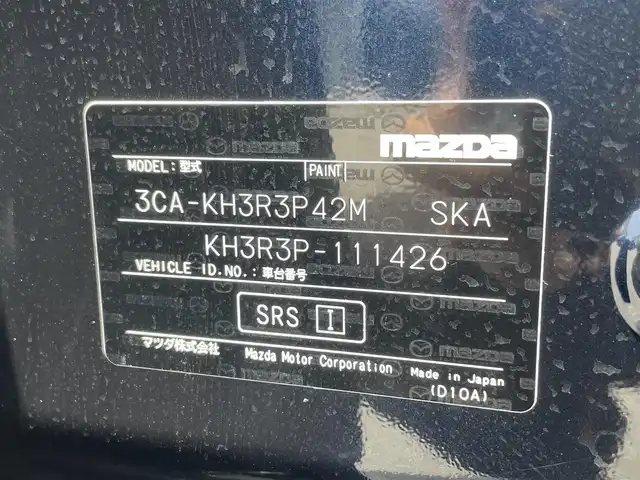 mazda
MODEL: 型式 PAINT
3CA-KH3R3P42M SKA
KH3R3P-111426
VEHICLE ID.NO.: 車台番号
SRS I
マツダ株式会社 Mazda Motor Corporation Made in Japan
(D10A)